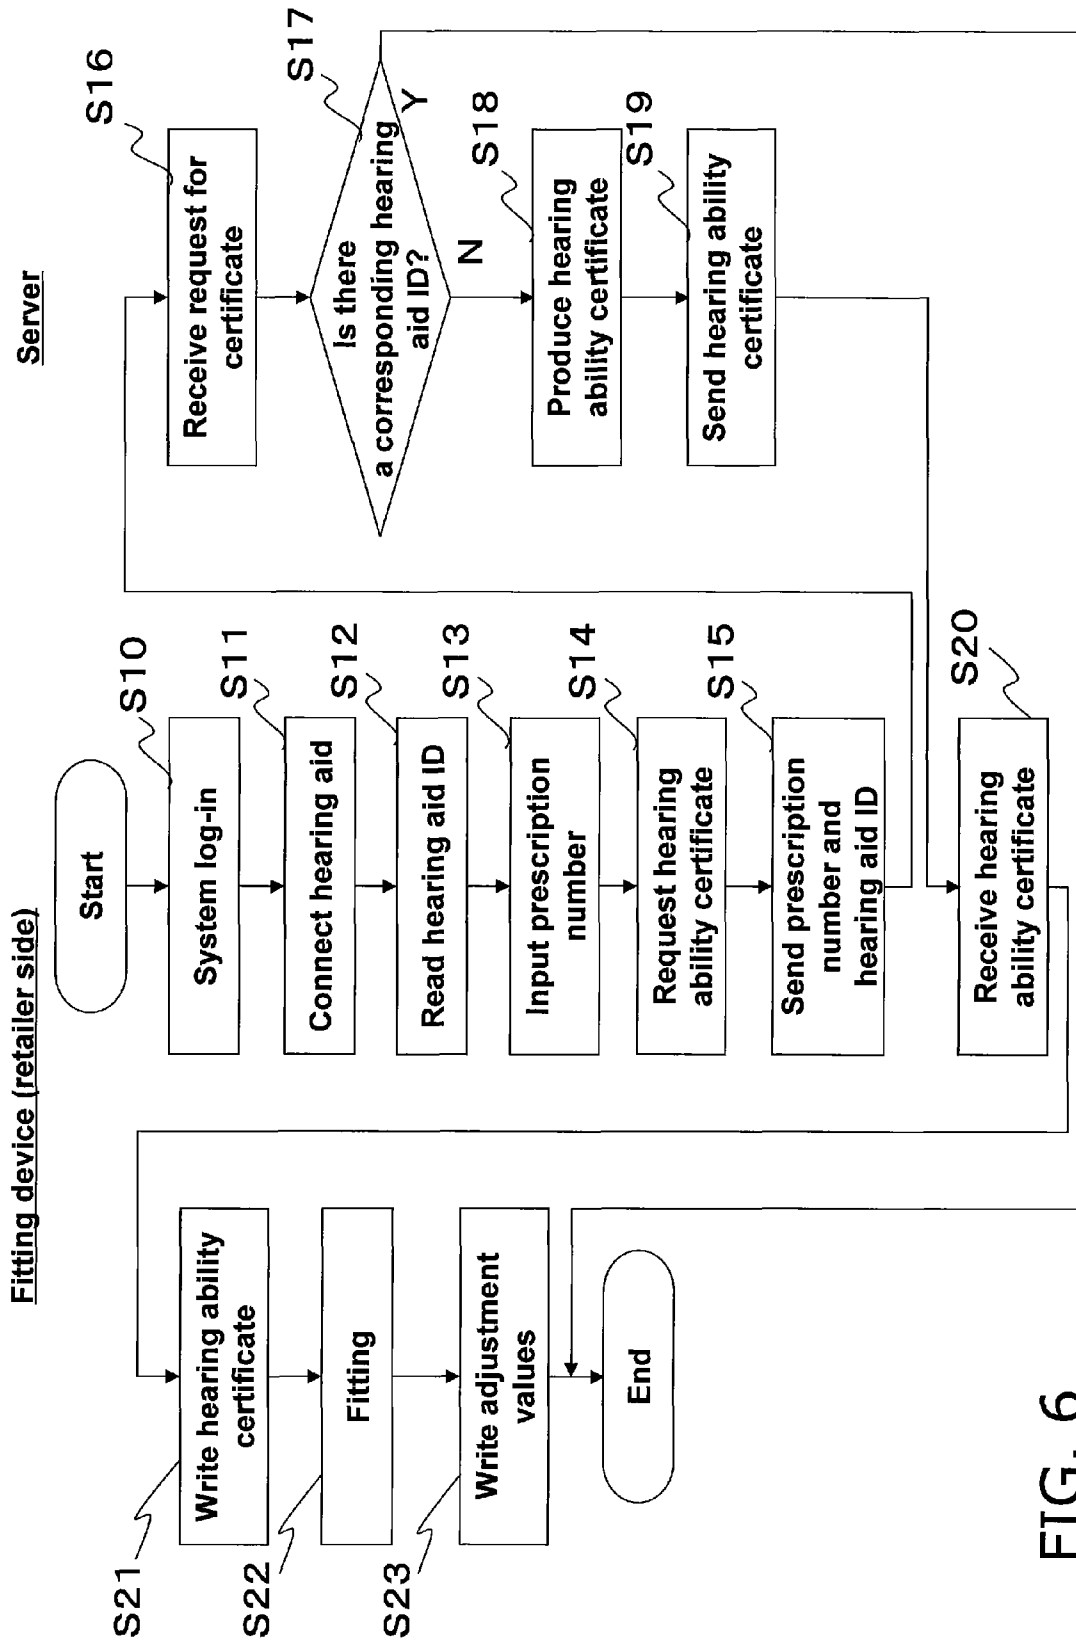 Fitting device (retailer side)
Server
Start
S10
System log-in
S11
Connect hearing aid
S12
Read hearing aid ID
S13
Input prescription
number
S14
Request hearing
ability certificate
S15
Send prescription
number and
hearing aid ID
S16
Receive request for
certificate
S17
Is there
a corresponding hearing
aid ID?
Y
N
S18
Produce hearing
ability certificate
S19
Send hearing ability
certificate
S20
Receive hearing
ability certificate
S21
Write hearing ability
certificate
S22
Fitting
S23
Write adjustment
values
End
FIG. 6